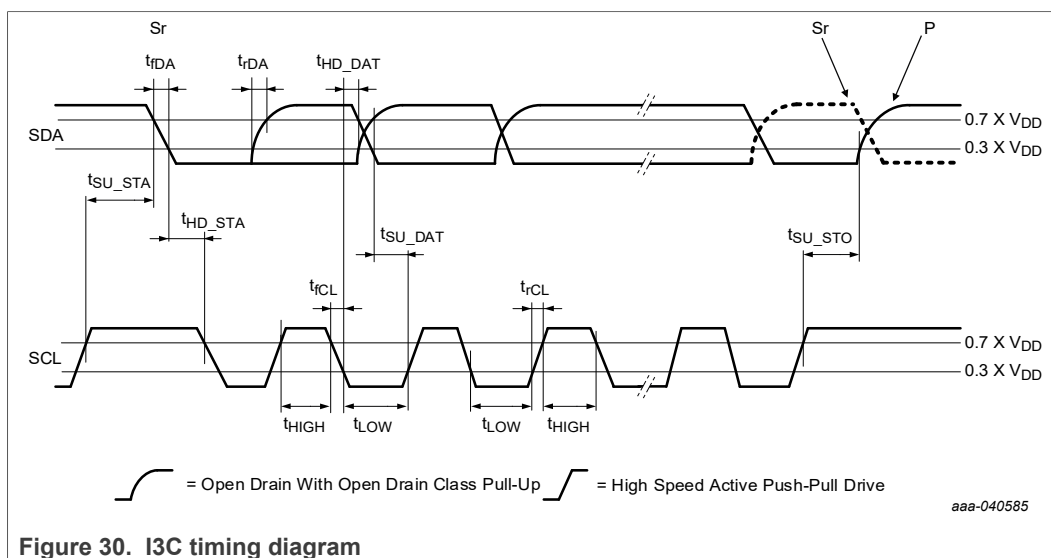 Sr
Sr P
tfDA trDA tHD_DAT
SDA
0.7 X VDD
0.3 X VDD
tSU_STA
tHD_STA
tSU_DAT
tSU_STO
tfCL
trCL
SCL
0.7 X VDD
0.3 X VDD
tHIGH tLOW tLOW tHIGH
= Open Drain With Open Drain Class Pull-Up
= High Speed Active Push-Pull Drive
aaa-040585
Figure 30. I3C timing diagram